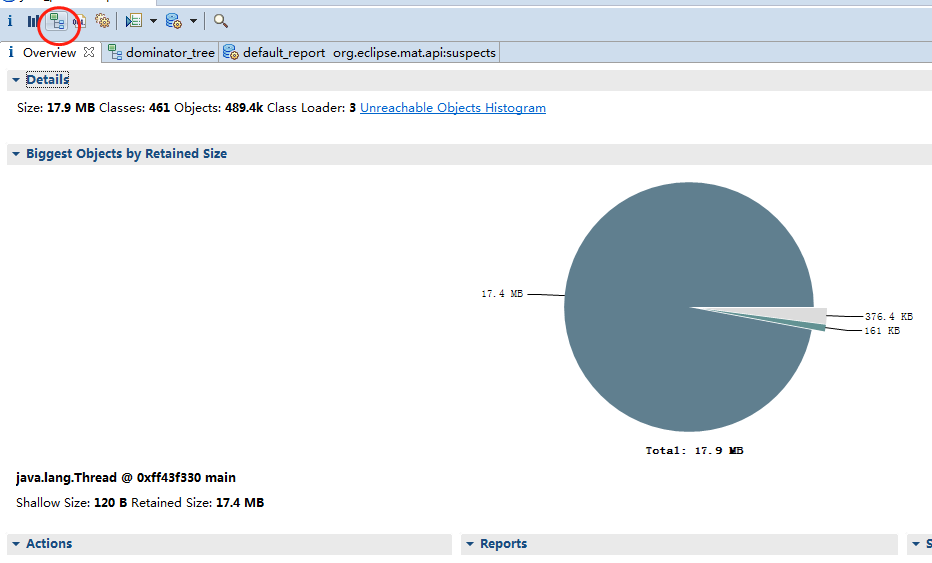 Overview
dominator_tree
default_report org.eclipse.mat.api:suspects
Details
Size: 17.9 MB Classes: 461 Objects: 489.4k Class Loader: 3 Unreachable Objects Histogram
Biggest Objects by Retained Size
17.4 MB
376.4 KB
161 KB
Total: 17.9 MB
java.lang.Thread @ 0xff43f330 main
Shallow Size: 120 B Retained Size: 17.4 MB
Actions
Reports